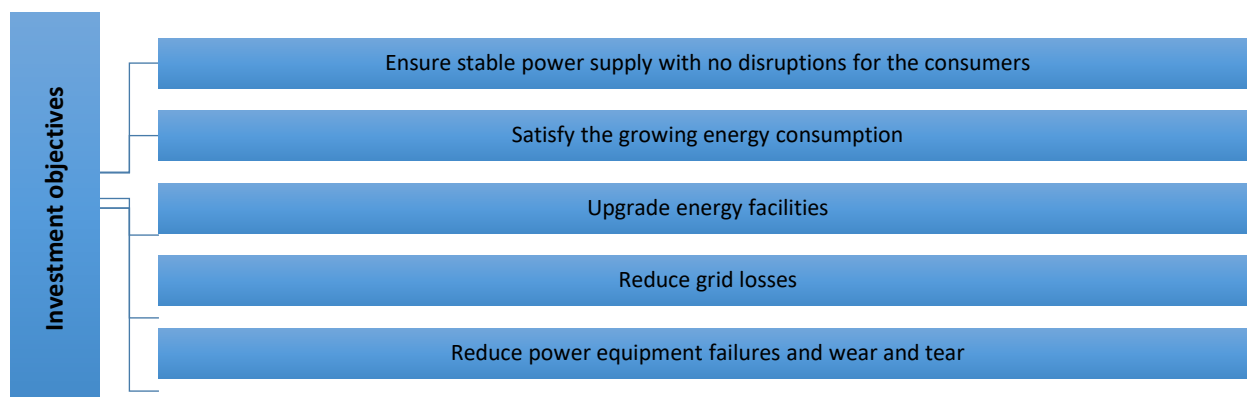 Investment objectives
Ensure stable power supply with no disruptions for the consumers
Satisfy the growing energy consumption
Upgrade energy facilities
Reduce grid losses
Reduce power equipment failures and wear and tear